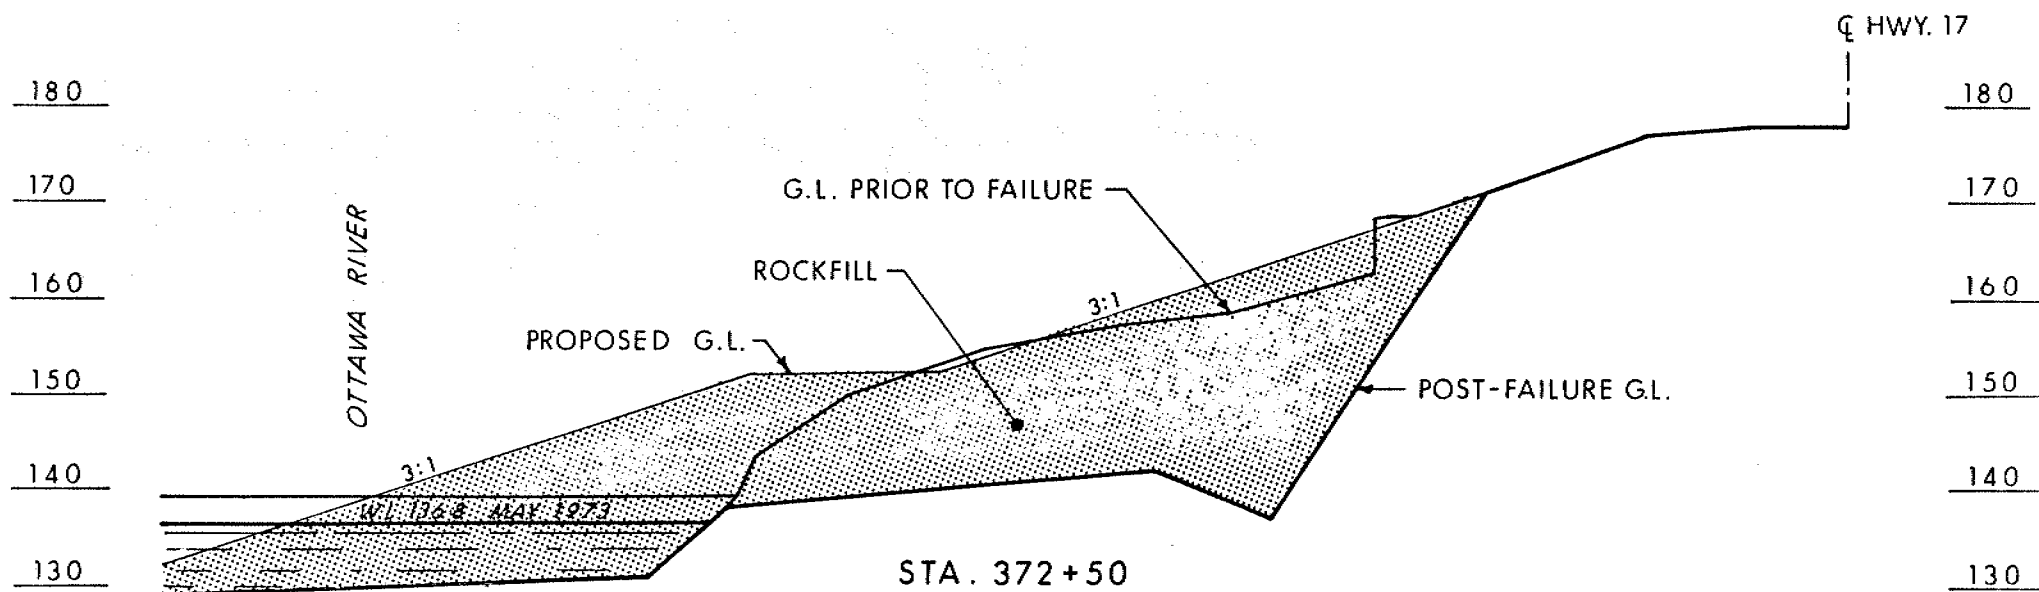 ℄ HWY. 17
180 180
170 170
G.L. PRIOR TO FAILURE
OTTAWA RIVER
ROCKFILL
160 160
3:1
PROPOSED G.L.
150 150
POST-FAILURE G.L.
3:1
140 140
W.L. 136.8 MAY 1973
130 130
STA. 372+50